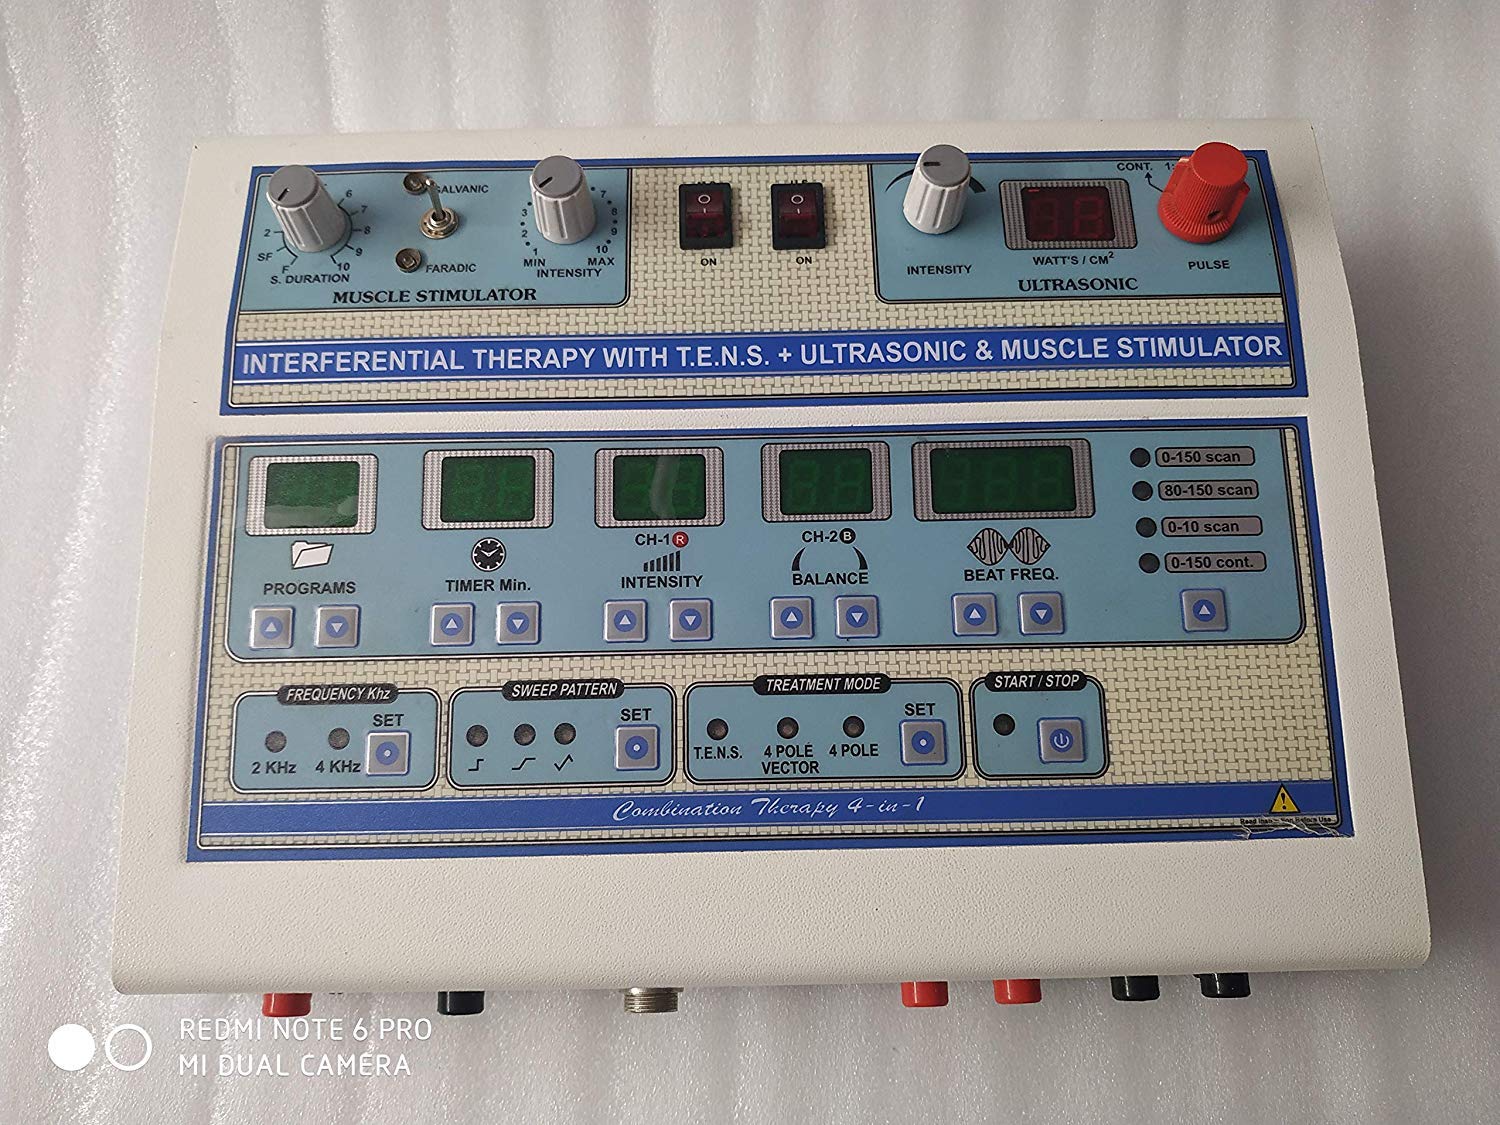 6
7
8
9
10
2
SF
F
S. DURATION
GALVANIC
FARADIC
MUSCLE STIMULATOR
7
8
9
10
MAX
3
2
1
MIN
INTENSITY
ON
ON
INTENSITY
WATT'S / CM²
ULTRASONIC
CONT.
PULSE
INTERFERENTIAL THERAPY WITH T.E.N.S. + ULTRASONIC & MUSCLE STIMULATOR
PROGRAMS
TIMER Min.
CH-1 R
INTENSITY
CH-2 B
BALANCE
BEAT FREQ.
0-150 scan
80-150 scan
0-10 scan
0-150 cont.
FREQUENCY Khz
SET
2 KHz 4 KHz
SWEEP PATTERN
SET
TREATMENT MODE
SET
T.E.N.S. 4 POLE VECTOR 4 POLE
START / STOP
Combination Therapy 4-in-1
Read Before Use
REDMI NOTE 6 PRO
MI DUAL CAMERA